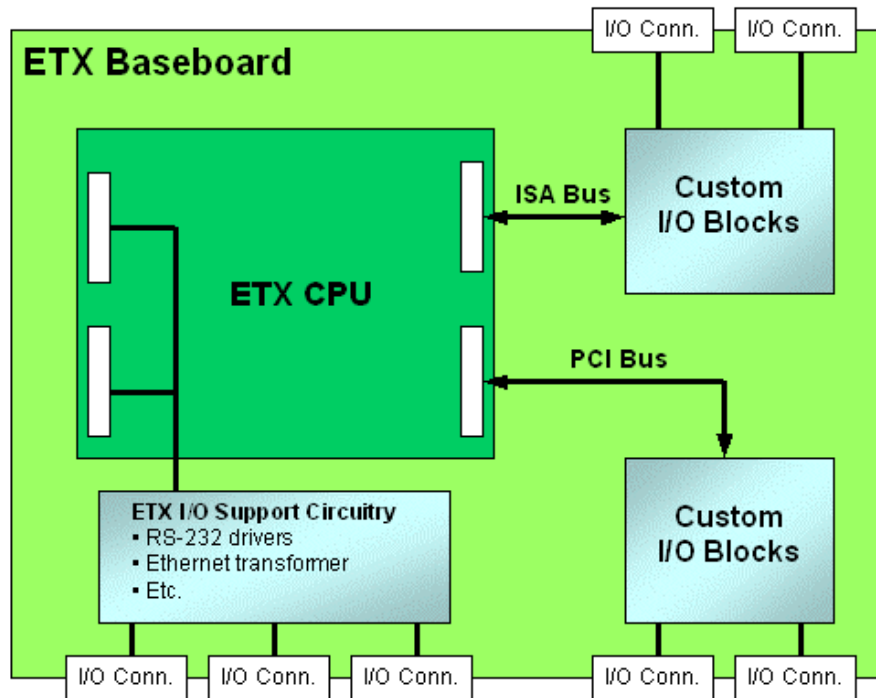 I/O Conn.
I/O Conn.
ETX Baseboard
ISA Bus
Custom
I/O Blocks
ETX CPU
PCI Bus
ETX I/O Support Circuitry
▪ RS-232 drivers
▪ Ethernet transformer
▪ Etc.
Custom
I/O Blocks
I/O Conn.
I/O Conn.
I/O Conn.
I/O Conn.
I/O Conn.